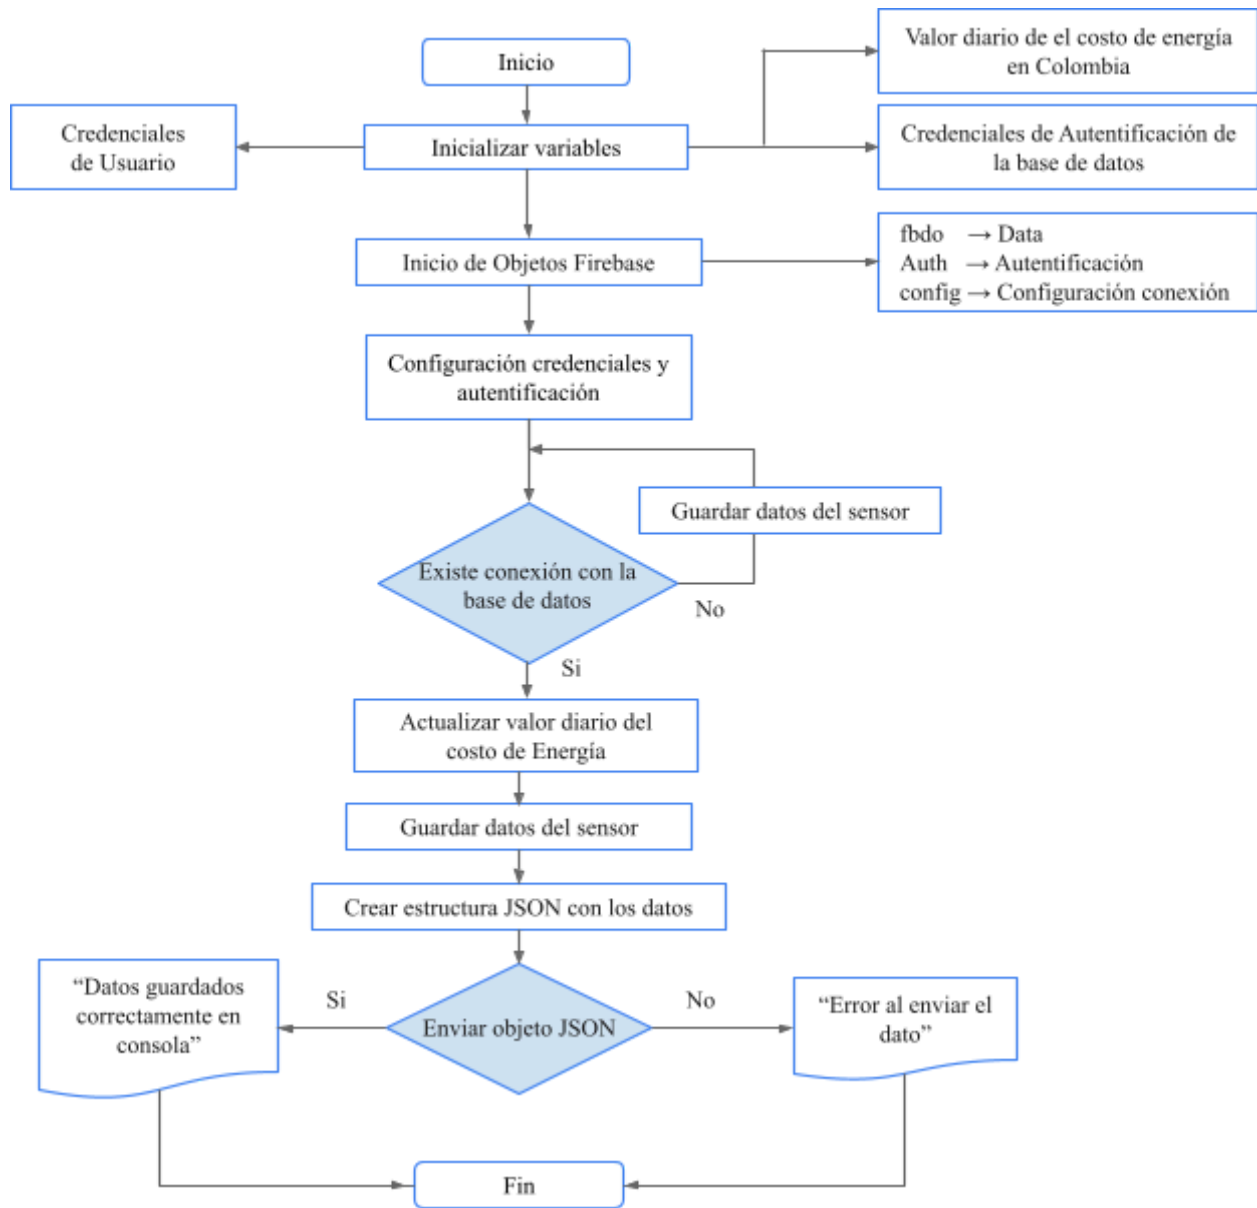 Inicio
Valor diario de el costo de energía
en Colombia
Credenciales
de Usuario
Inicializar variables
Credenciales de Autentificación de
la base de datos
Inicio de Objetos Firebase
fbdo → Data
Auth → Autentificación
config → Configuración conexión
Configuración credenciales y
autentificación
Guardar datos del sensor
Existe conexión con la
base de datos
No
Si
Actualizar valor diario del
costo de Energía
Guardar datos del sensor
Crear estructura JSON con los datos
“Datos guardados
correctamente en
consola”
Si
Enviar objeto JSON
No
“Error al enviar el
dato”
Fin